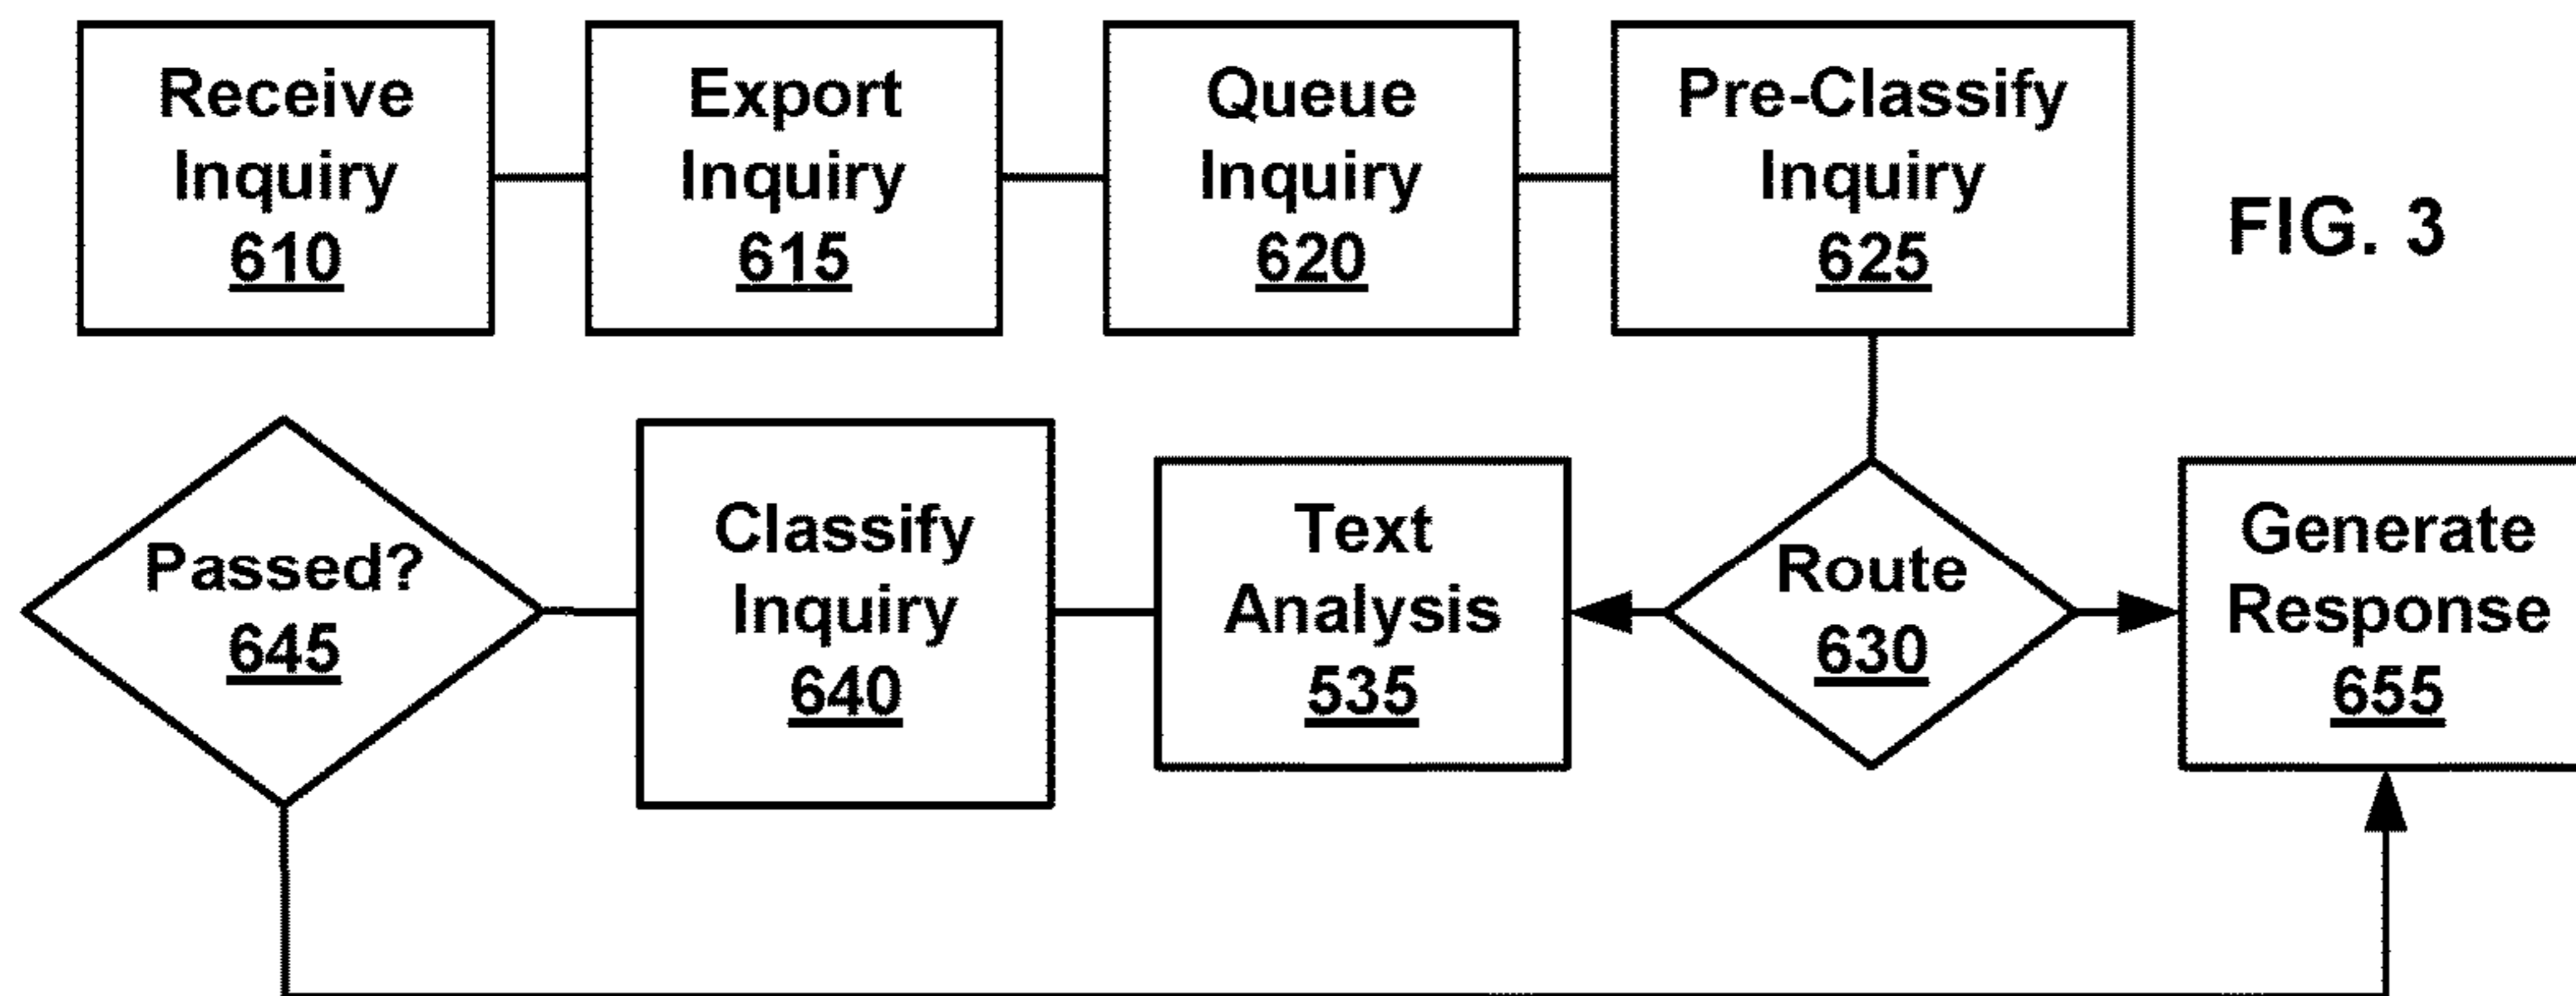 Receive
Inquiry
610
Export
Inquiry
615
Queue
Inquiry
620
Pre-Classify
Inquiry
625
FIG. 3
Passed?
645
Classify
Inquiry
640
Text
Analysis
535
Route
630
Generate
Response
655